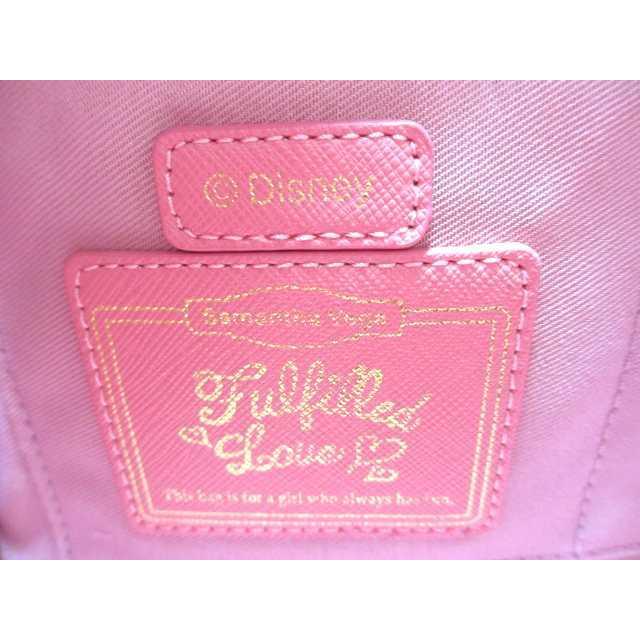 © Disney
Samantha Vega
Fulfilled
Love
This bag is for a girl who always has fun.